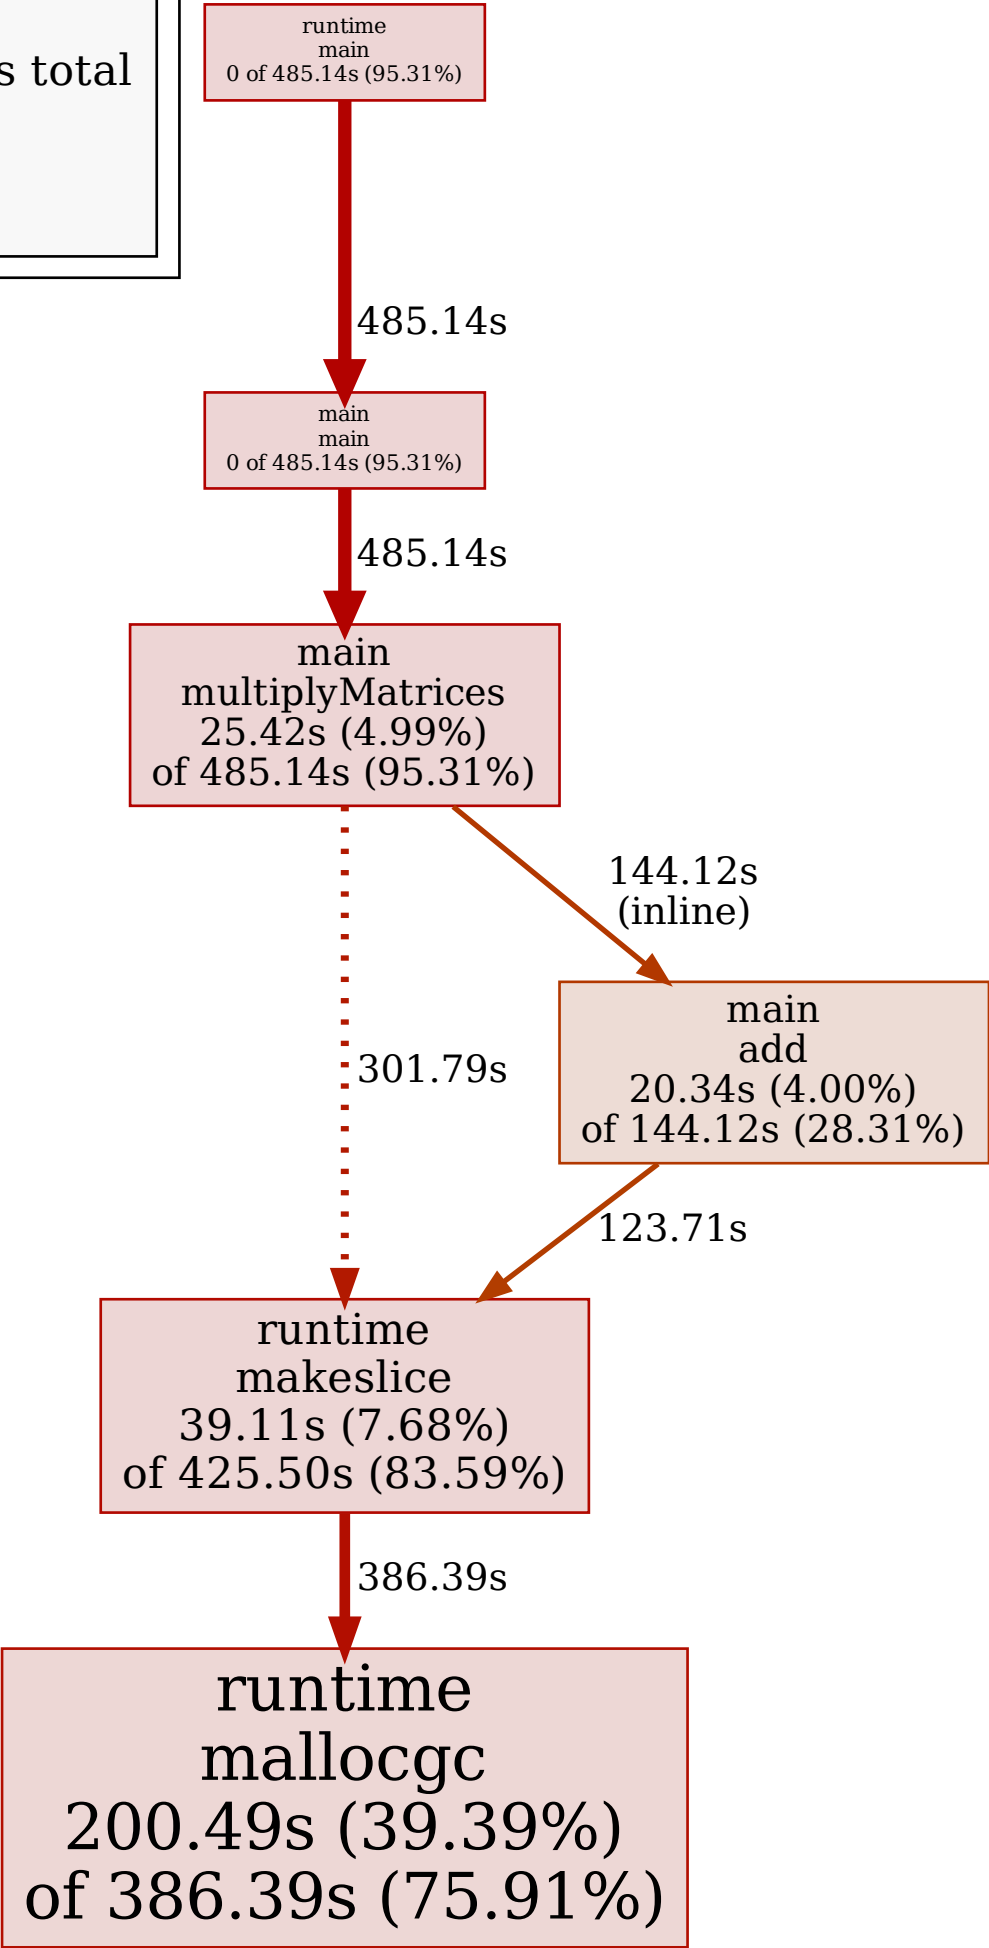 s total
runtime
main
0 of 485.14s (95.31%)
485.14s
main
main
0 of 485.14s (95.31%)
485.14s
main
multiplyMatrices
25.42s (4.99%)
of 485.14s (95.31%)
144.12s
(inline)
main
add
20.34s (4.00%)
of 144.12s (28.31%)
301.79s
123.71s
runtime
makeslice
39.11s (7.68%)
of 425.50s (83.59%)
386.39s
runtime
mallocgc
200.49s (39.39%)
of 386.39s (75.91%)